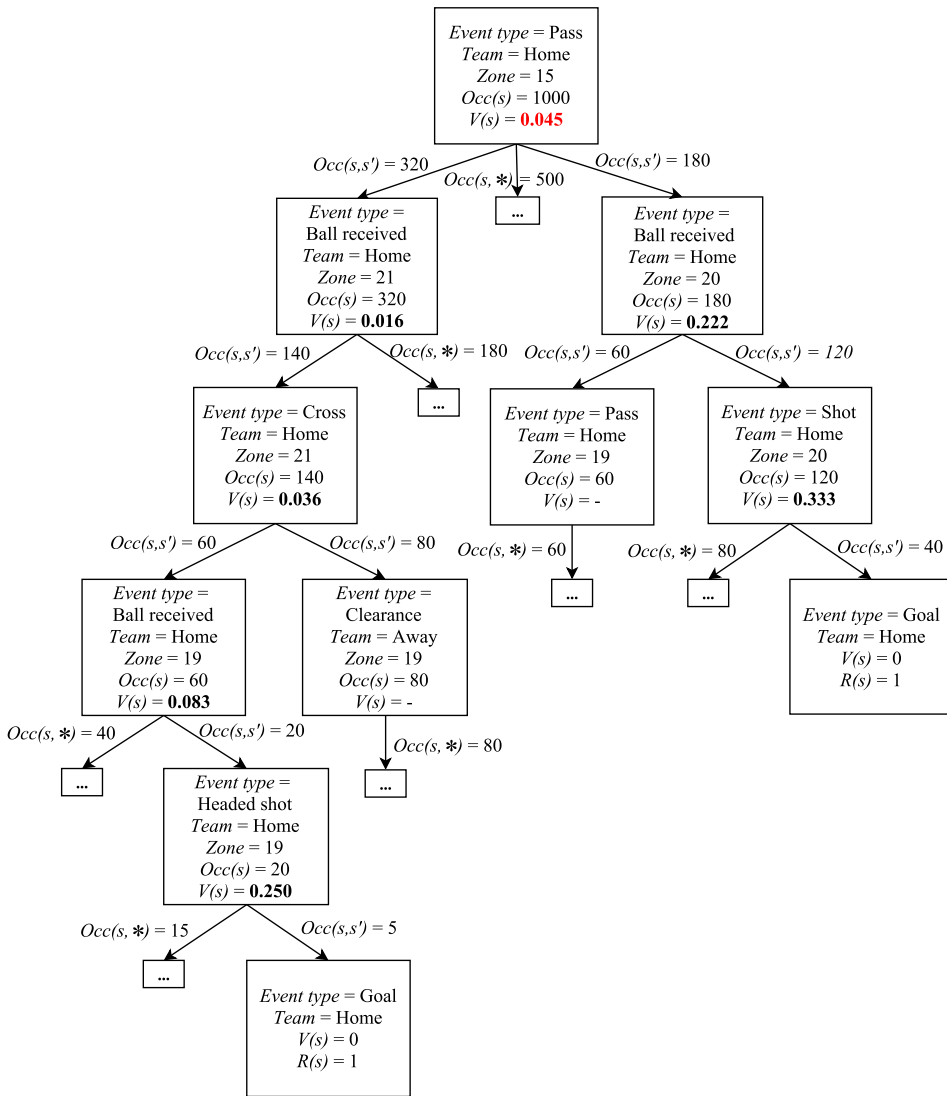 Event type = Pass
Team = Home
Zone = 15
Occ(s) = 1000
V(s) = 0.045
Occ(s,s') = 320
Occ(s,*) = 500
Occ(s,s') = 180
...
Event type =
Ball received
Team = Home
Zone = 21
Occ(s) = 320
V(s) = 0.016
Event type =
Ball received
Team = Home
Zone = 20
Occ(s) = 180
V(s) = 0.222
Occ(s,s') = 140
Occ(s,*) = 180
Occ(s,s') = 60
Occ(s,s') = 120
Event type = Cross
Team = Home
Zone = 21
Occ(s) = 140
V(s) = 0.036
...
Event type = Pass
Team = Home
Zone = 19
Occ(s) = 60
V(s) = -
Event type = Shot
Team = Home
Zone = 20
Occ(s) = 120
V(s) = 0.333
Occ(s,s') = 60
Occ(s,s') = 80
Occ(s,*) = 60
Occ(s,*) = 80
Occ(s,s') = 40
Event type =
Ball received
Team = Home
Zone = 19
Occ(s) = 60
V(s) = 0.083
Event type =
Clearance
Team = Away
Zone = 19
Occ(s) = 80
V(s) = -
...
...
Event type = Goal
Team = Home
V(s) = 0
R(s) = 1
Occ(s,*) = 40
Occ(s,s') = 20
Occ(s,*) = 80
...
Event type =
Headed shot
Team = Home
Zone = 19
Occ(s) = 20
V(s) = 0.250
...
Occ(s,*) = 15
Occ(s,s') = 5
...
Event type = Goal
Team = Home
V(s) = 0
R(s) = 1